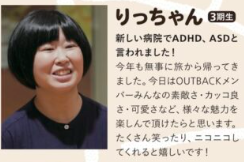 りっちゃん 3期生
新しい病院でADHD、ASDと
言われました！
今年も無事に旅から帰って
きました。今日はOUTBACKメン
バーみんなの素敵さ・カッコ良
さ・可愛さなど、様々な魅力を
楽しんで頂けたらと思います。
たくさん笑ったり、ニコニコし
てくれると嬉しいです！